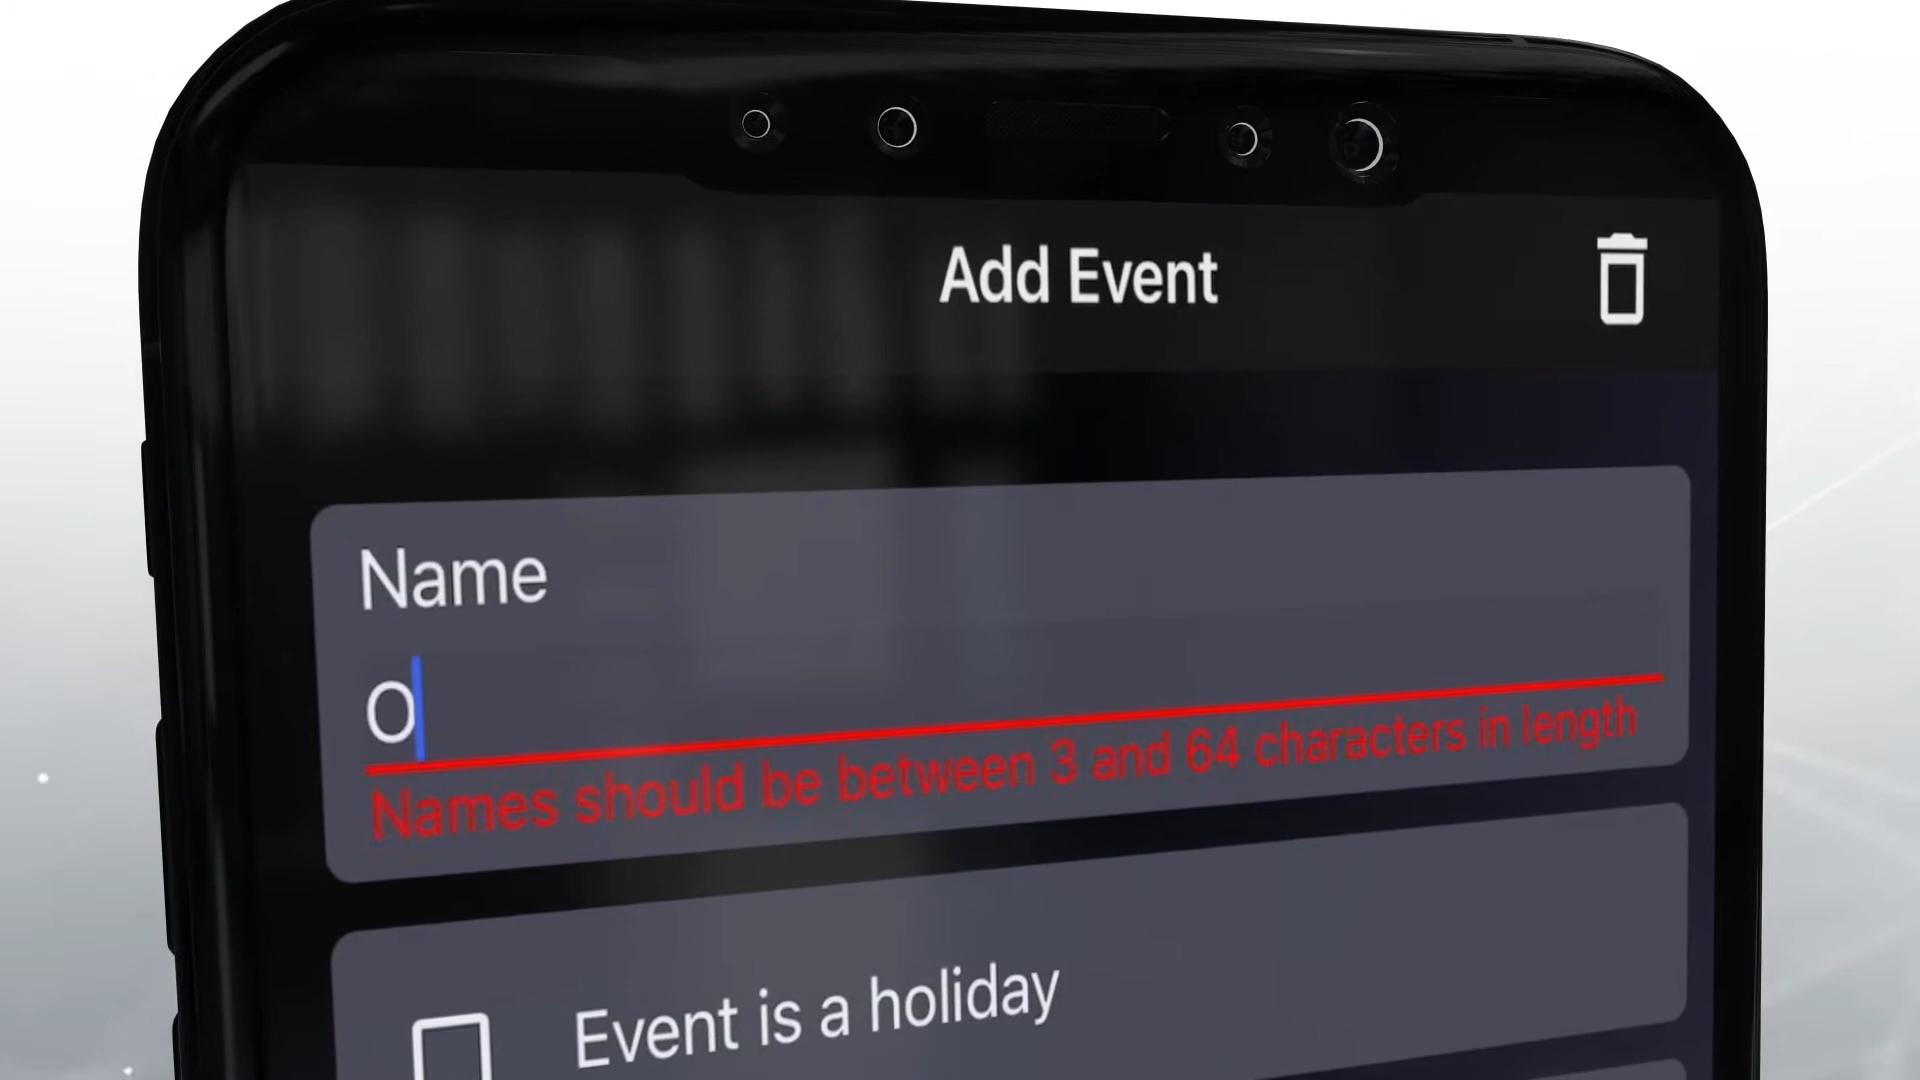 Add Event
Name
O
Names should be between 3 and 64 characters in length
Event is a holiday